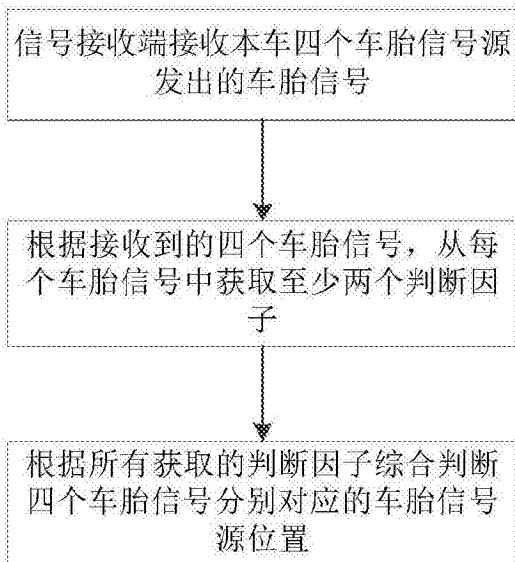 信号接收端接收本车四个车胎信号源
发出的车胎信号
根据接收到的四个车胎信号，从每
个车胎信号中获取至少两个判断因
子
根据所有获取的判断因子综合判断
四个车胎信号分别对应的车胎信号
源位置